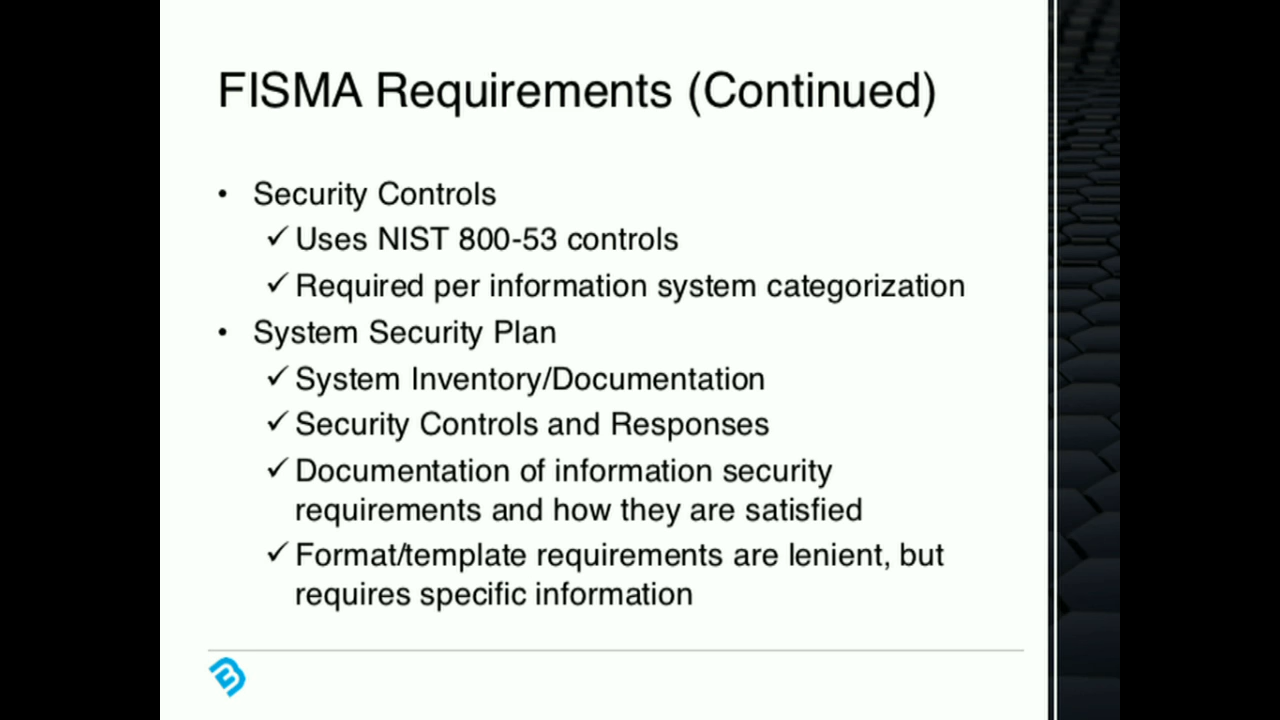 FISMA Requirements (Continued)
• Security Controls
✓ Uses NIST 800-53 controls
✓ Required per information system categorization
• System Security Plan
✓ System Inventory/Documentation
✓ Security Controls and Responses
✓ Documentation of information security
requirements and how they are satisfied
✓ Format/template requirements are lenient, but
requires specific information